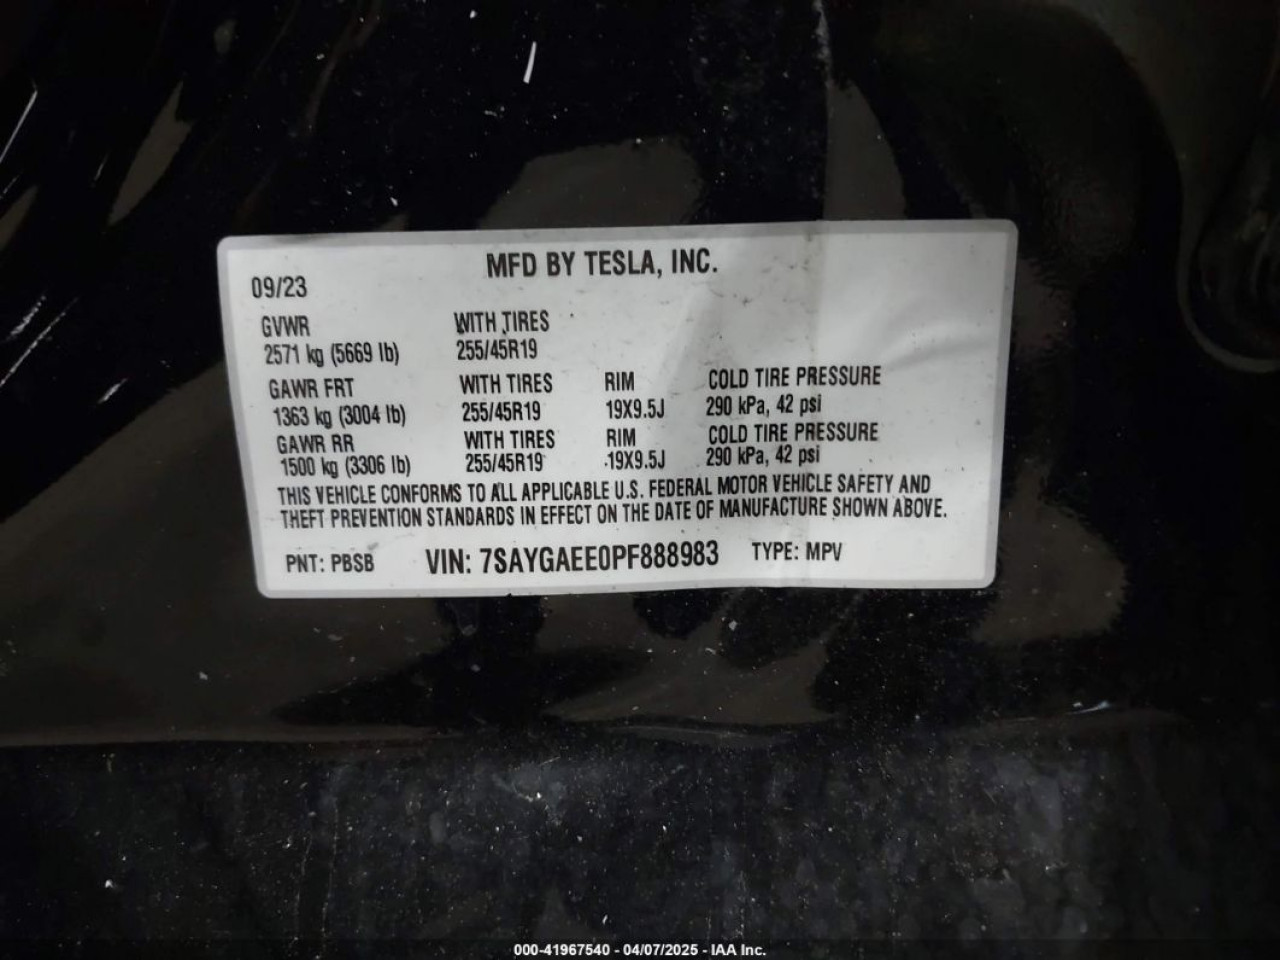 MFD BY TESLA, INC.
09/23
GVWR WITH TIRES
2571 kg (5669 lb) 255/45R19
GAWR FRT WITH TIRES RIM COLD TIRE PRESSURE
1363 kg (3004 lb) 255/45R19 19X9.5J 290 kPa, 42 psi
GAWR RR WITH TIRES RIM COLD TIRE PRESSURE
1500 kg (3306 lb) 255/45R19 19X9.5J 290 kPa, 42 psi
THIS VEHICLE CONFORMS TO ALL APPLICABLE U.S. FEDERAL MOTOR VEHICLE SAFETY AND
THEFT PREVENTION STANDARDS IN EFFECT ON THE DATE OF MANUFACTURE SHOWN ABOVE.
PNT: PBSB VIN: 7SAYGAEE0PF888983 TYPE: MPV
000-41967540 - 04/07/2025 - IAA Inc.